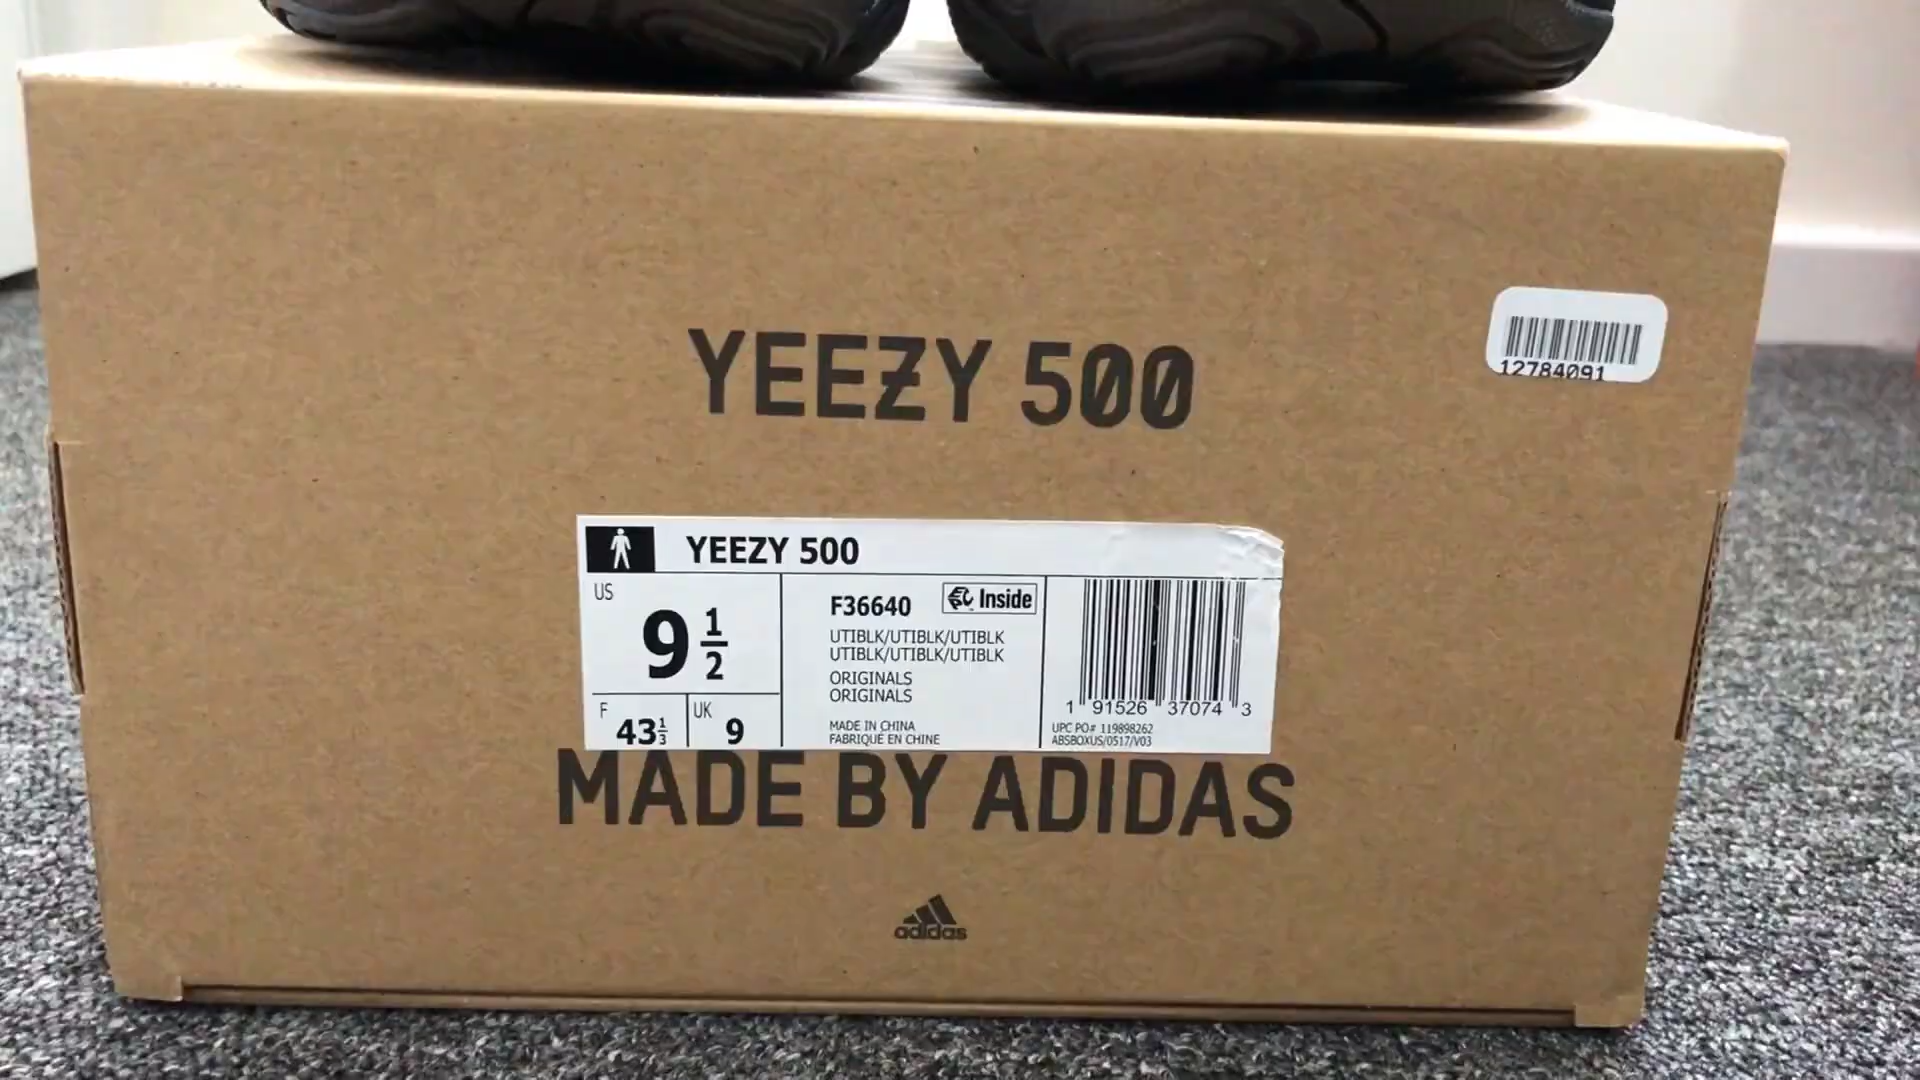 YEEZY 500
12784091
YEEZY 500
US
9 1/2
F
43 1/3
UK
9
F36640
Inside
UTIBLK/UTIBLK/UTIBLK
UTIBLK/UTIBLK/UTIBLK
ORIGINALS
ORIGINALS
MADE IN CHINA
FABRIQUÉ EN CHINE
1 91526 37074 3
UPC PO# 119898262
ABSBOXUS/0517/V03
MADE BY ADIDAS
adidas